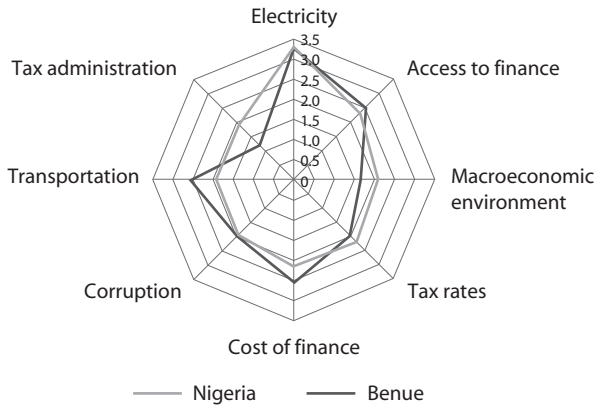 Electricity
3.5
3.0
2.5
2.0
1.5
1.0
0.5
0
Access to finance
Macroeconomic
environment
Tax rates
Cost of finance
Corruption
Transportation
Tax administration
Nigeria
Benue